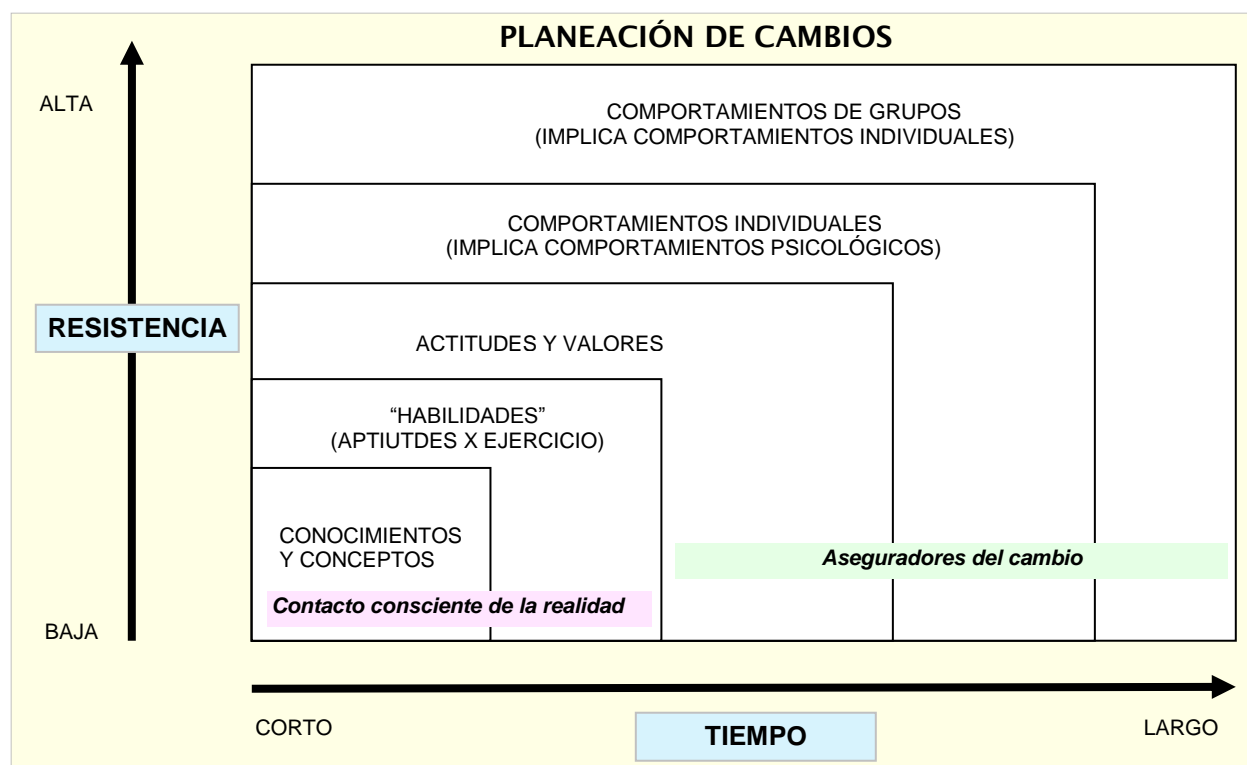 PLANEACIÓN DE CAMBIOS
ALTA
COMPORTAMIENTOS DE GRUPOS
(IMPLICA COMPORTAMIENTOS INDIVIDUALES)
COMPORTAMIENTOS INDIVIDUALES
(IMPLICA COMPORTAMIENTOS PSICOLÓGICOS)
RESISTENCIA
ACTITUDES Y VALORES
“HABILIDADES”
(APTIUTDES X EJERCICIO)
CONOCIMIENTOS
Y CONCEPTOS
Aseguradores del cambio
Contacto consciente de la realidad
BAJA
CORTO
TIEMPO
LARGO